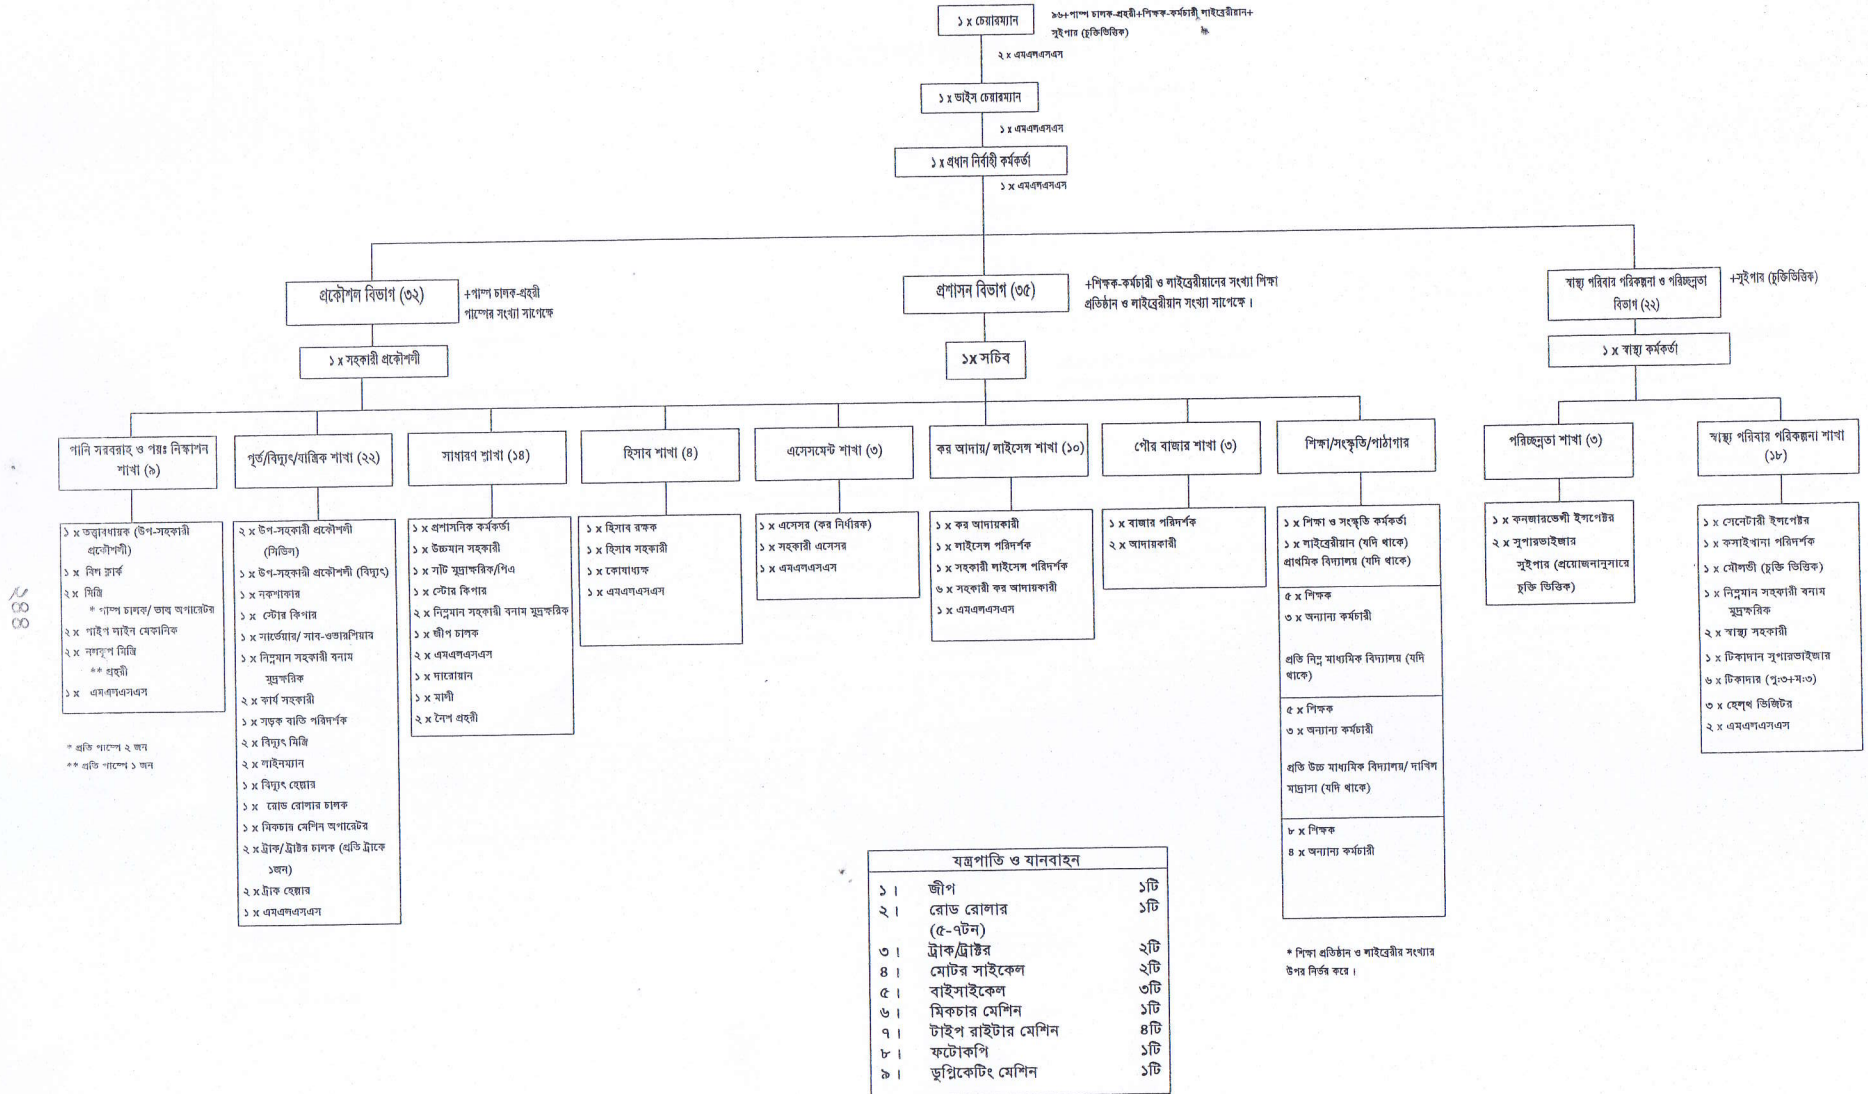 ১ x চেয়ারম্যান
৯৬+পাম্প চালক-প্রহরী+শিক্ষক-কর্মচারী লাইব্রেরীয়ান+
সুইপার (চুক্তিভিত্তিক)
২ x এমএলএসএস
১ x ভাইস চেয়ারম্যান
১ x এমএলএসএস
১ x প্রধান নির্বাহী কর্মকর্তা
১ x এমএলএসএস
প্রকৌশল বিভাগ (৩২)
+পাম্প চালক-প্রহরী
পাম্পের সংখ্যা সাপেক্ষে
১ x সহকারী প্রকৌশলী
প্রশাসন বিভাগ (৩৫)
+শিক্ষক-কর্মচারী ও লাইব্রেরীয়ানের সংখ্যা শিক্ষা
প্রতিষ্ঠান ও লাইব্রেরীয়ান সংখ্যা সাপেক্ষে ।
১x সচিব
স্বাস্থ্য পরিবার পরিকল্পনা ও পরিচ্ছন্নতা
বিভাগ (২২)
+সুইপার (চুক্তিভিত্তিক)
১ x স্বাস্থ্য কর্মকর্তা
পানি সরবরাহ ও পয়ঃ নিস্কাশন
শাখা (৯)
১ x তত্ত্বাবধায়ক (উপ-সহকারী
প্রকৌশলী)
১ x বিল ক্লার্ক
২ x মিস্ত্রি
* পাম্প চালক/ ভাল্ব অপারেটর
২ x পাইপ লাইন মেকানিক
২ x নলকূপ মিস্ত্রি
** প্রহরী
১ x এমএলএসএস
* প্রতি পাম্পে ২ জন
** প্রতি পাম্পে ১ জন
পূর্ত/বিদ্যুৎ/যান্ত্রিক শাখা (২২)
২ x উপ-সহকারী প্রকৌশলী
(সিভিল)
১ x উপ-সহকারী প্রকৌশলী (বিদ্যুৎ)
১ x নকশাকার
১ x স্টোর কিপার
১ x সার্ভেয়ার/ সাব-ওভারশিয়ার
১ x নিম্নমান সহকারী বনাম
মুদ্রক্ষরিক
২ x কার্য সহকারী
১ x সড়ক বাতি পরিদর্শক
২ x বিদ্যুৎ মিস্ত্রি
২ x লাইনম্যান
১ x বিদ্যুৎ হেল্পার
১ x রোড রোলার চালক
১ x মিকচার মেশিন অপারেটর
২ x ট্রাক/ ট্রাক্টর চালক (প্রতি ট্রাকে
১জন)
২ x ট্রাক হেল্পার
১ x এমএলএসএস
সাধারণ শাখা (১৪)
১ x প্রশাসনিক কর্মকর্তা
১ x উচ্চমান সহকারী
১ x সাঁট মুদ্রাক্ষরিক/পিএ
১ x স্টোর কিপার
২ x নিম্নমান সহকারী বনাম মুদ্রক্ষরিক
১ x জীপ চালক
২ x এমএলএসএস
১ x দারোয়ান
১ x মালী
২ x নৈশ প্রহরী
হিসাব শাখা (৪)
১ x হিসাব রক্ষক
১ x হিসাব সহকারী
১ x কোষাধ্যক্ষ
১ x এমএলএসএস
এসেসমেন্ট শাখা (৩)
১ x এসেসর (কর নির্ধারক)
১ x সহকারী এসেসর
১ x এমএলএসএস
কর আদায়/ লাইসেন্স শাখা (১০)
১ x কর আদায়কারী
১ x লাইসেন্স পরিদর্শক
১ x সহকারী লাইসেন্স পরিদর্শক
৬ x সহকারী কর আদায়কারী
১ x এমএলএসএস
পৌর বাজার শাখা (৩)
১ x বাজার পরিদর্শক
২ x আদায়কারী
শিক্ষা/সংস্কৃতি/পাঠাগার
১ x শিক্ষা ও সংস্কৃতি কর্মকর্তা
১ x লাইব্রেরীয়ান (যদি থাকে)
প্রাথমিক বিদ্যালয় (যদি থাকে)
৫ x শিক্ষক
৩ x অন্যান্য কর্মচারী
প্রতি নিম্ন মাধ্যমিক বিদ্যালয় (যদি
থাকে)
৫ x শিক্ষক
৩ x অন্যান্য কর্মচারী
প্রতি উচ্চ মাধ্যমিক বিদ্যালয়/ দাখিল
মাদ্রাসা (যদি থাকে)
৮ x শিক্ষক
৪ x অন্যান্য কর্মচারী
* শিক্ষা প্রতিষ্ঠান ও লাইব্রেরীর সংখ্যার
উপর নির্ভর করে ।
পরিচ্ছন্নতা শাখা (৩)
১ x কনজারভেন্সী ইন্সপেক্টর
২ x সুপারভাইজার
সুইপার (প্রয়োজনানুসারে
চুক্তি ভিত্তিক)
স্বাস্থ্য পরিবার পরিকল্পনা শাখা
(১৮)
১ x সেনেটারী ইন্সপেক্টর
১ x কসাইখানা পরিদর্শক
১ x মৌলভী (চুক্তি ভিত্তিক)
১ x নিম্নমান সহকারী বনাম
মুদ্রক্ষরিক
২ x স্বাস্থ্য সহকারী
১ x টিকাদান সুপারভাইজার
৬ x টিকাদার (পু:৩+ম:৩)
৩ x হেল্থ ভিজিটর
২ x এমএলএসএস
যন্ত্রপাতি ও যানবাহন
১। জীপ ১টি
২। রোড রোলার ১টি
(৫-৭টন)
৩। ট্রাক/ট্রাক্টর ২টি
৪। মোটর সাইকেল ২টি
৫। বাইসাইকেল ৩টি
৬। মিকচার মেশিন ১টি
৭। টাইপ রাইটার মেশিন ৪টি
৮। ফটোকপি ১টি
৯। ডুপ্লিকেটিং মেশিন ১টি